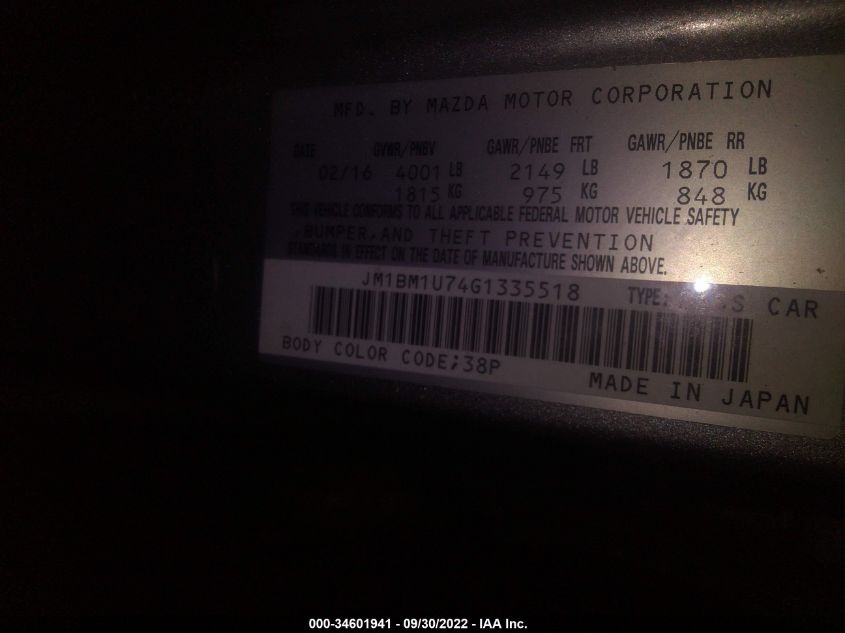 MFD. BY MAZDA MOTOR CORPORATION
DATE GVWR/PNBV GAWR/PNBE FRT GAWR/PNBE RR
02/16 4001 LB 2149 LB 1870 LB
1815 KG 975 KG 848 KG
THIS VEHICLE CONFORMS TO ALL APPLICABLE FEDERAL MOTOR VEHICLE SAFETY
,BUMPER,AND THEFT PREVENTION
STANDARDS IN EFFECT ON THE DATE OF MANUFACTURE SHOWN ABOVE.
JM1BM1U74G1335518 TYPE: CAR
BODY COLOR CODE;38P
MADE IN JAPAN
000-34601941 - 09/30/2022 - IAA Inc.